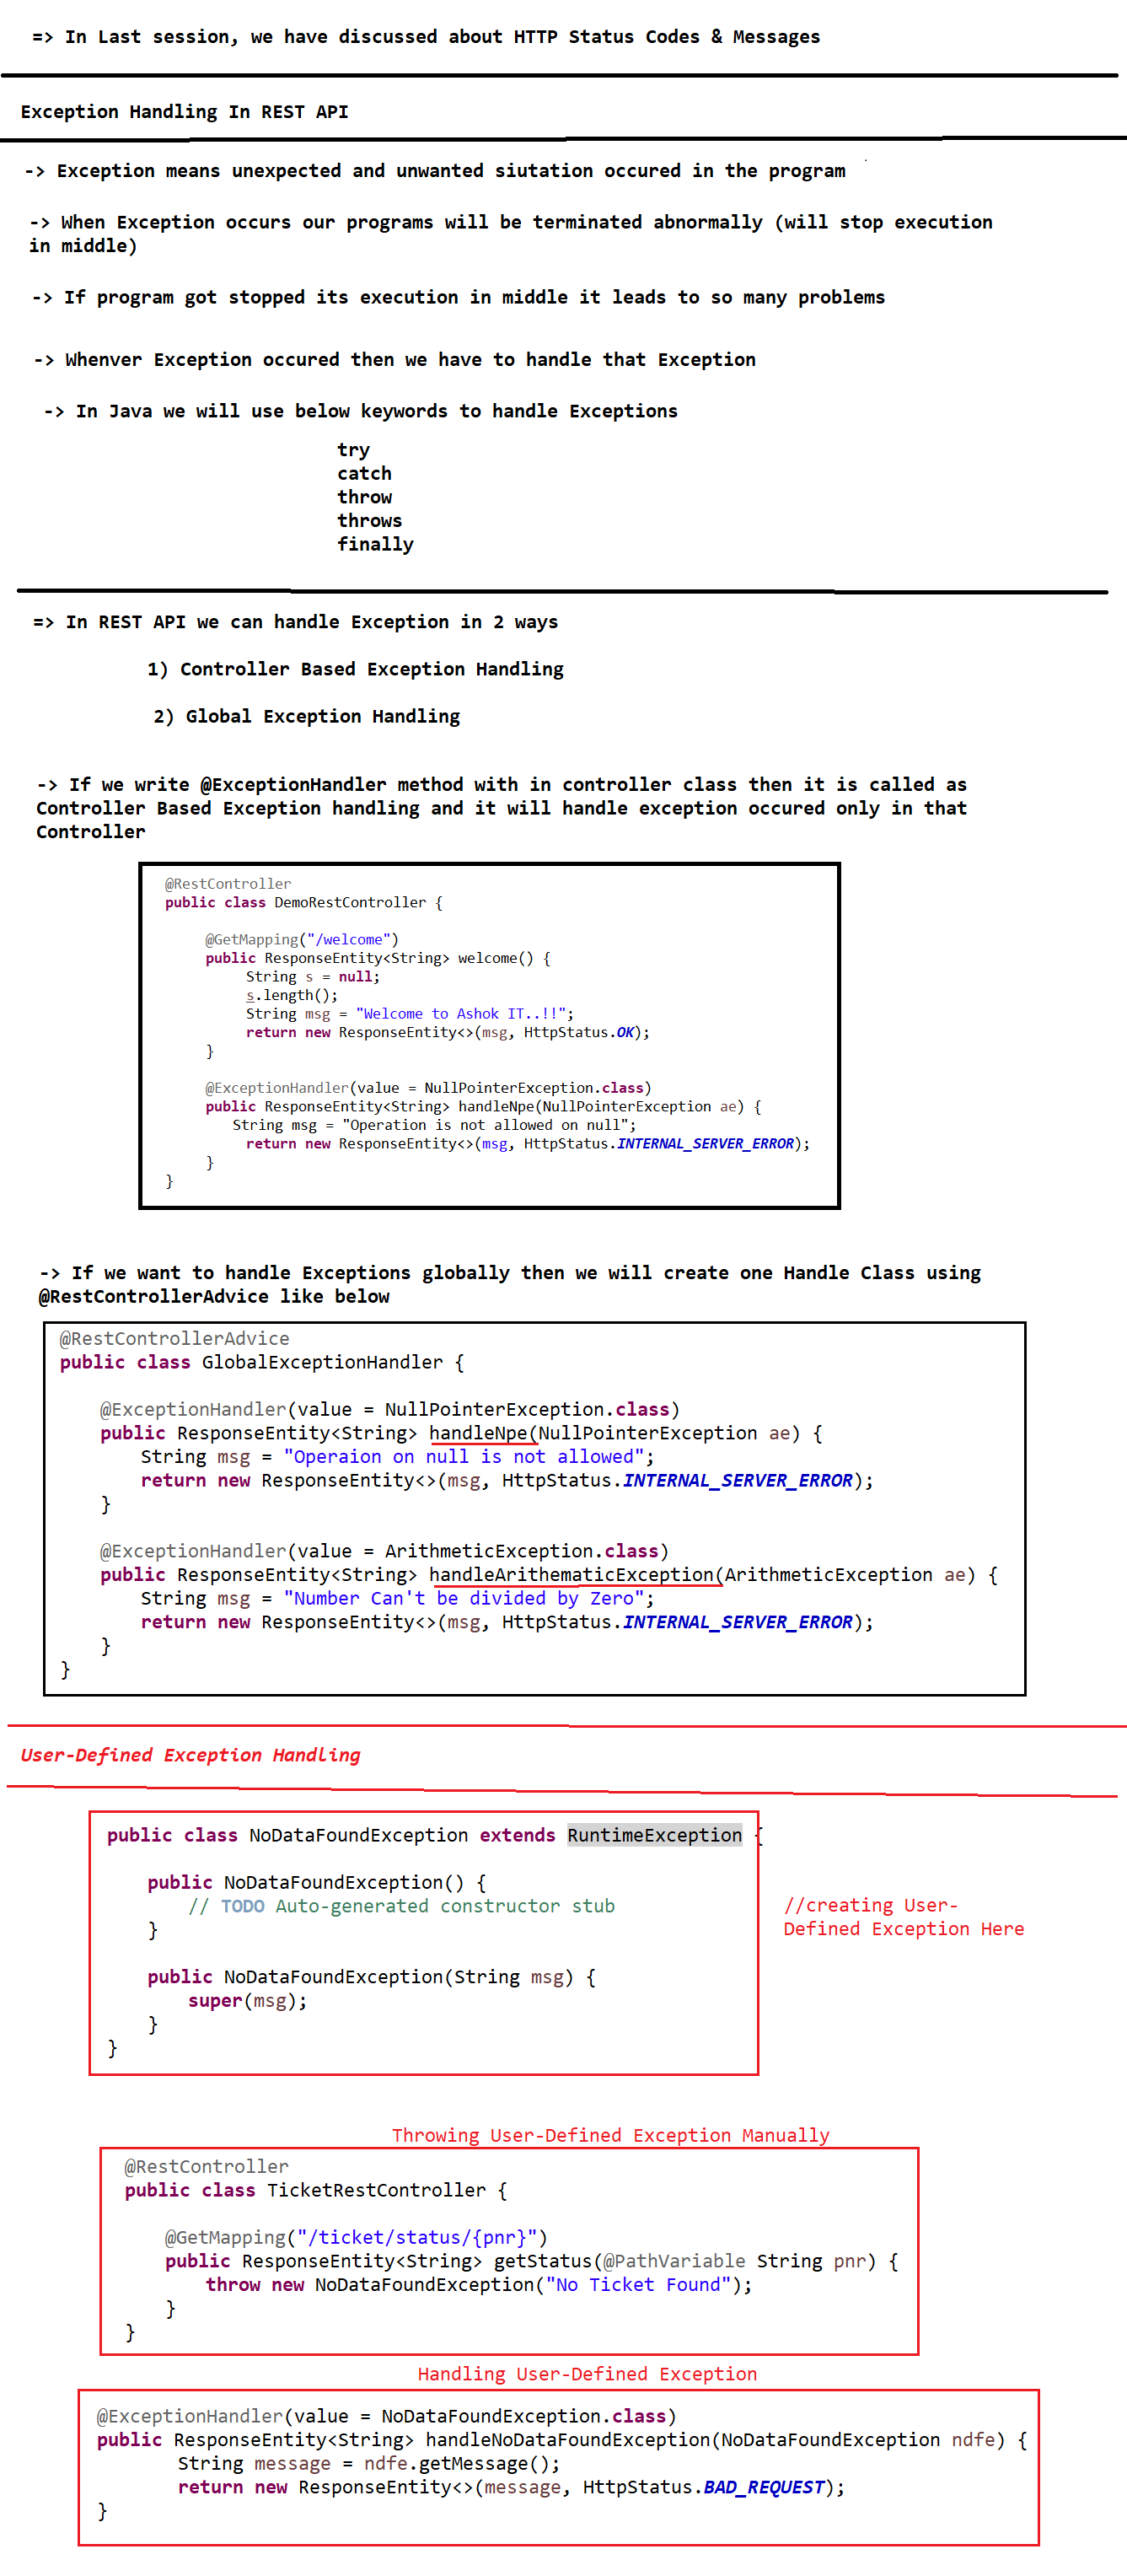 => In Last session, we have discussed about HTTP Status Codes & Messages
Exception Handling In REST API
-> Exception means unexpected and unwanted siutation occured in the program
-> When Exception occurs our programs will be terminated abnormally (will stop execution
in middle)
-> If program got stopped its execution in middle it leads to so many problems
-> Whenver Exception occured then we have to handle that Exception
-> In Java we will use below keywords to handle Exceptions
try
catch
throw
throws
finally
=> In REST API we can handle Exception in 2 ways
1) Controller Based Exception Handling
2) Global Exception Handling
-> If we write @ExceptionHandler method with in controller class then it is called as
Controller Based Exception handling and it will handle exception occured only in that
Controller
@RestController
public class DemoRestController {
@GetMapping("/welcome")
public ResponseEntity<String> welcome() {
String s = null;
s.length();
String msg = "Welcome to Ashok IT..!!";
return new ResponseEntity<>(msg, HttpStatus.OK);
}
@ExceptionHandler(value = NullPointerException.class)
public ResponseEntity<String> handleNpe(NullPointerException ae) {
String msg = "Operation is not allowed on null";
return new ResponseEntity<>(msg, HttpStatus.INTERNAL_SERVER_ERROR);
}
}
-> If we want to handle Exceptions globally then we will create one Handle Class using
@RestControllerAdvice like below
@RestControllerAdvice
public class GlobalExceptionHandler {
@ExceptionHandler(value = NullPointerException.class)
public ResponseEntity<String> handleNpe(NullPointerException ae) {
String msg = "Operaion on null is not allowed";
return new ResponseEntity<>(msg, HttpStatus.INTERNAL_SERVER_ERROR);
}
@ExceptionHandler(value = ArithmeticException.class)
public ResponseEntity<String> handleArithematicException(ArithmeticException ae) {
String msg = "Number Can't be divided by Zero";
return new ResponseEntity<>(msg, HttpStatus.INTERNAL_SERVER_ERROR);
}
}
User-Defined Exception Handling
public class NoDataFoundException extends RuntimeException {
public NoDataFoundException() {
// TODO Auto-generated constructor stub
}
public NoDataFoundException(String msg) {
super(msg);
}
}
//creating User-
Defined Exception Here
Throwing User-Defined Exception Manually
@RestController
public class TicketRestController {
@GetMapping("/ticket/status/{pnr}")
public ResponseEntity<String> getStatus(@PathVariable String pnr) {
throw new NoDataFoundException("No Ticket Found");
}
}
Handling User-Defined Exception
@ExceptionHandler(value = NoDataFoundException.class)
public ResponseEntity<String> handleNoDataFoundException(NoDataFoundException ndfe) {
String message = ndfe.getMessage();
return new ResponseEntity<>(message, HttpStatus.BAD_REQUEST);
}